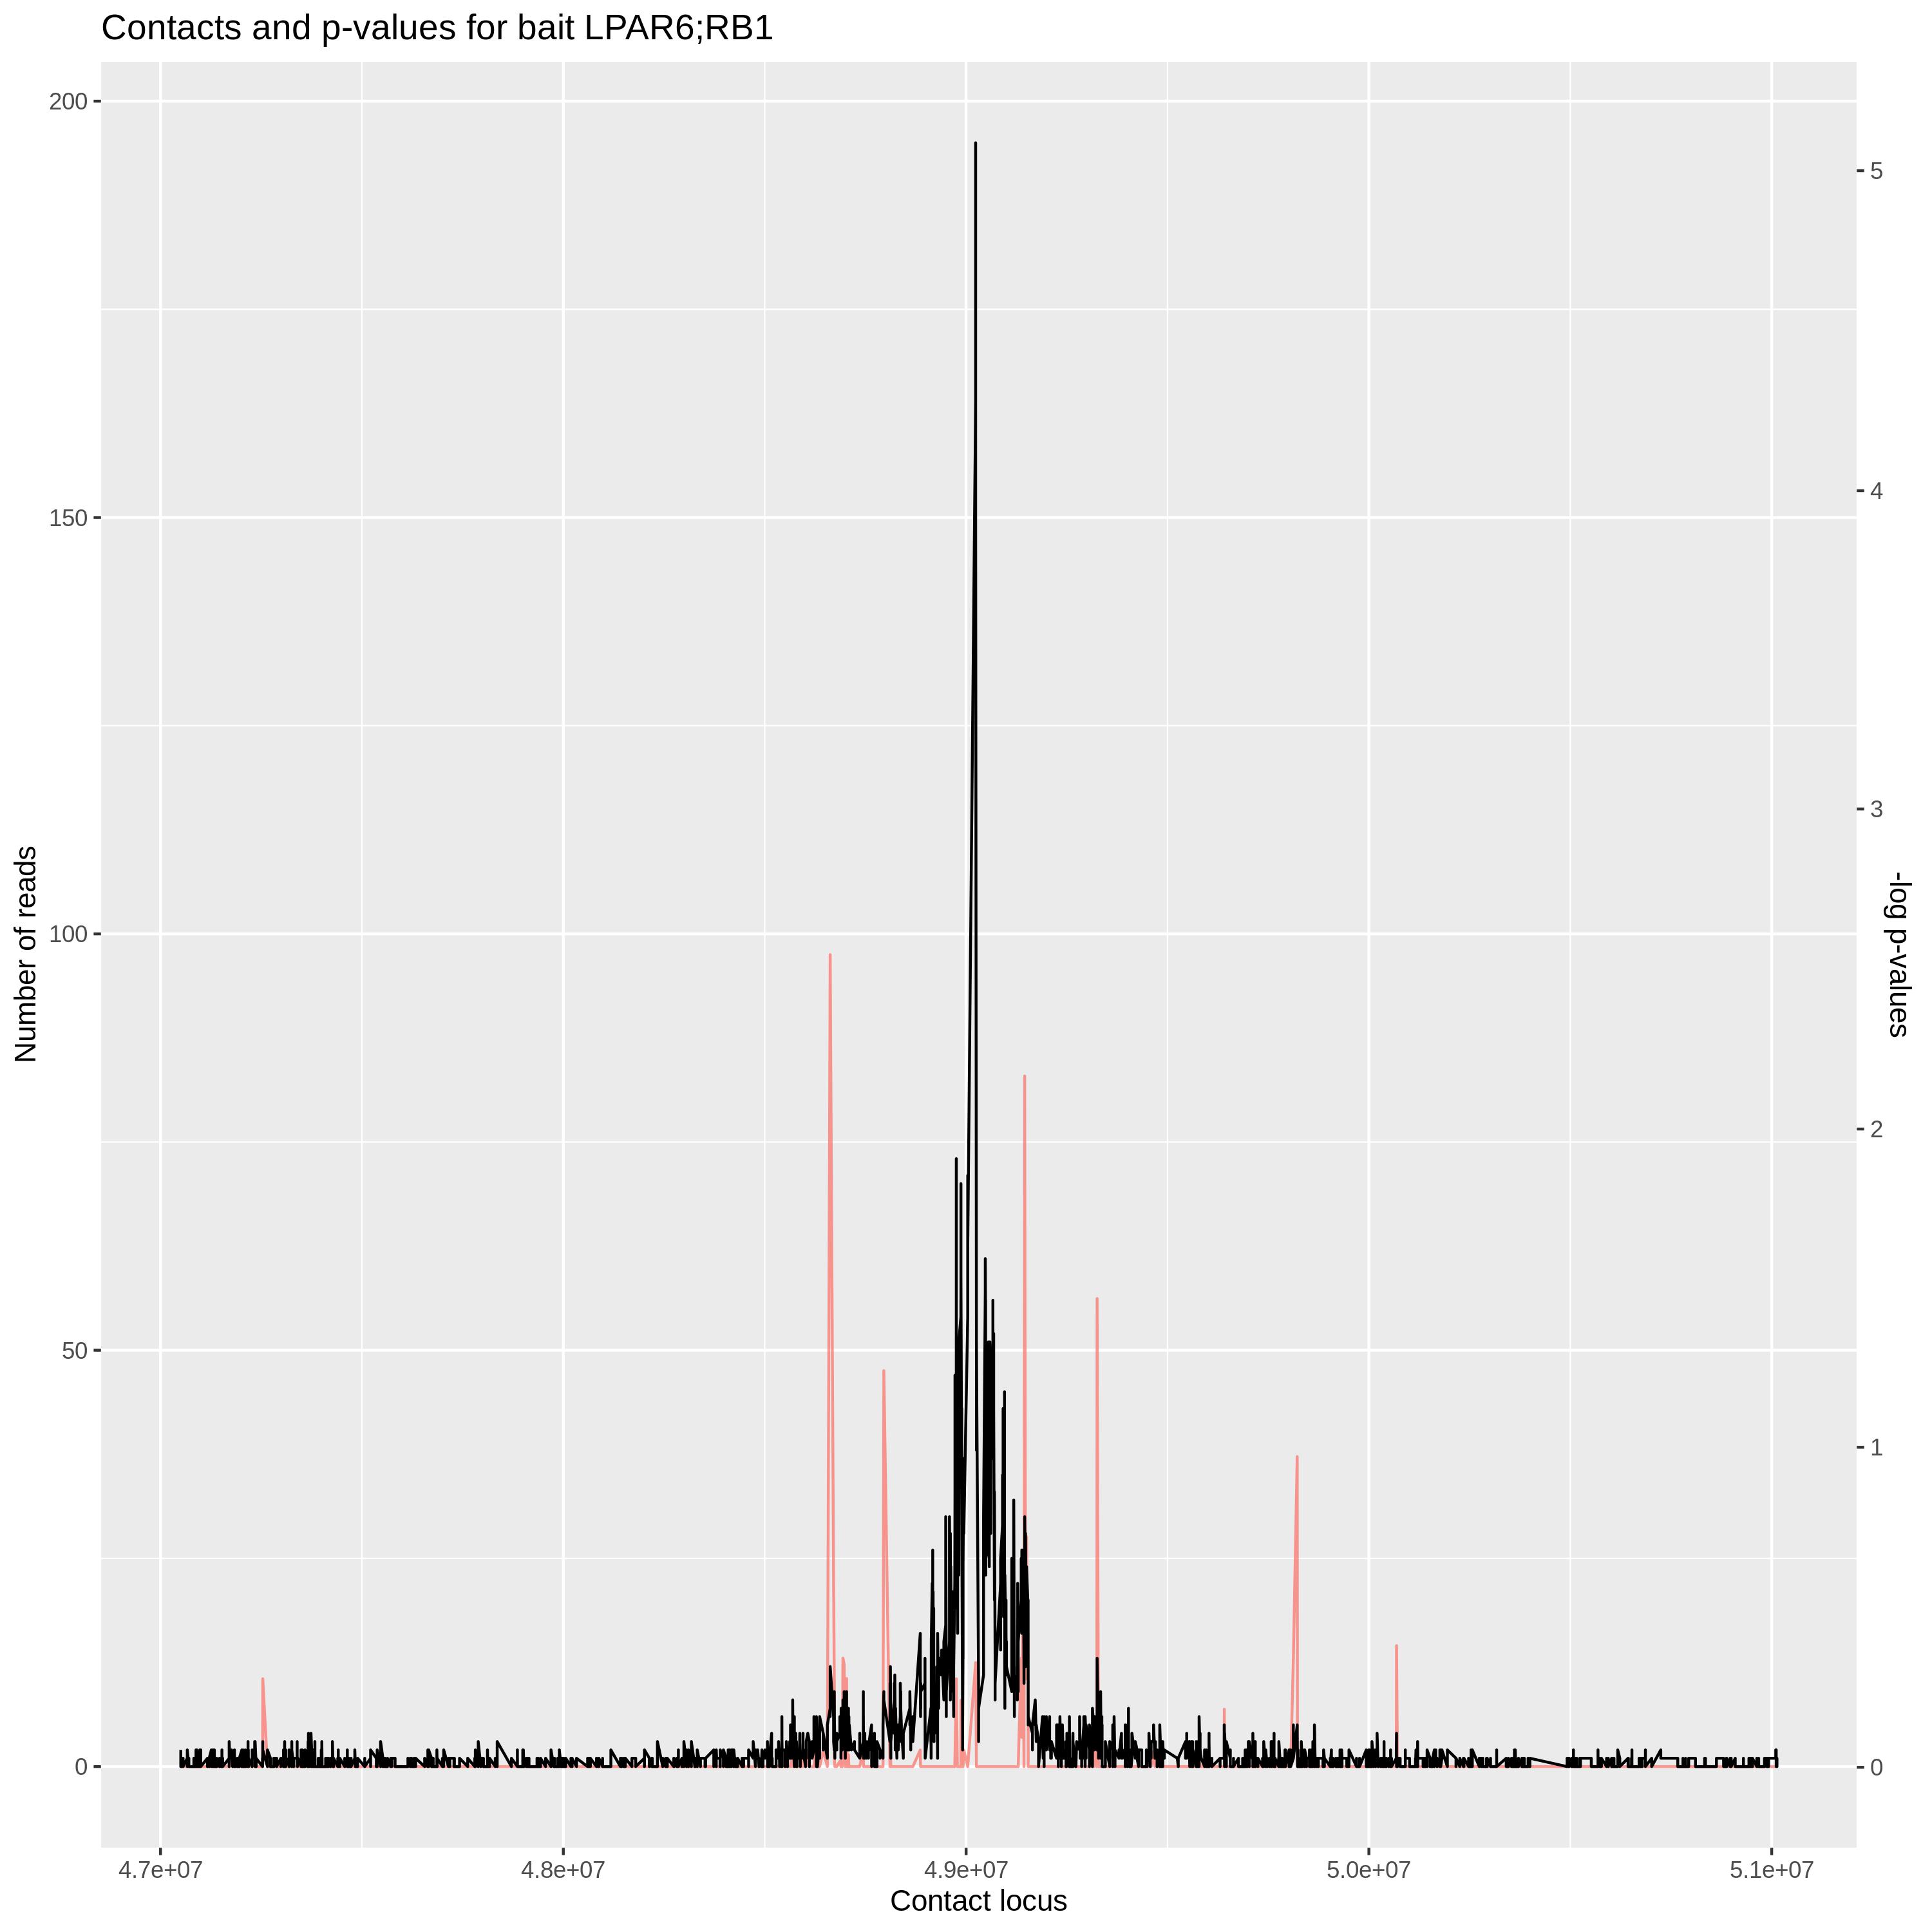 Contacts and p-values for bait LPAR6;RB1
200
150
100
50
0
Number of reads
5
4
3
2
1
0
-log p-values
4.7e+07
4.8e+07
4.9e+07
5.0e+07
5.1e+07
Contact locus